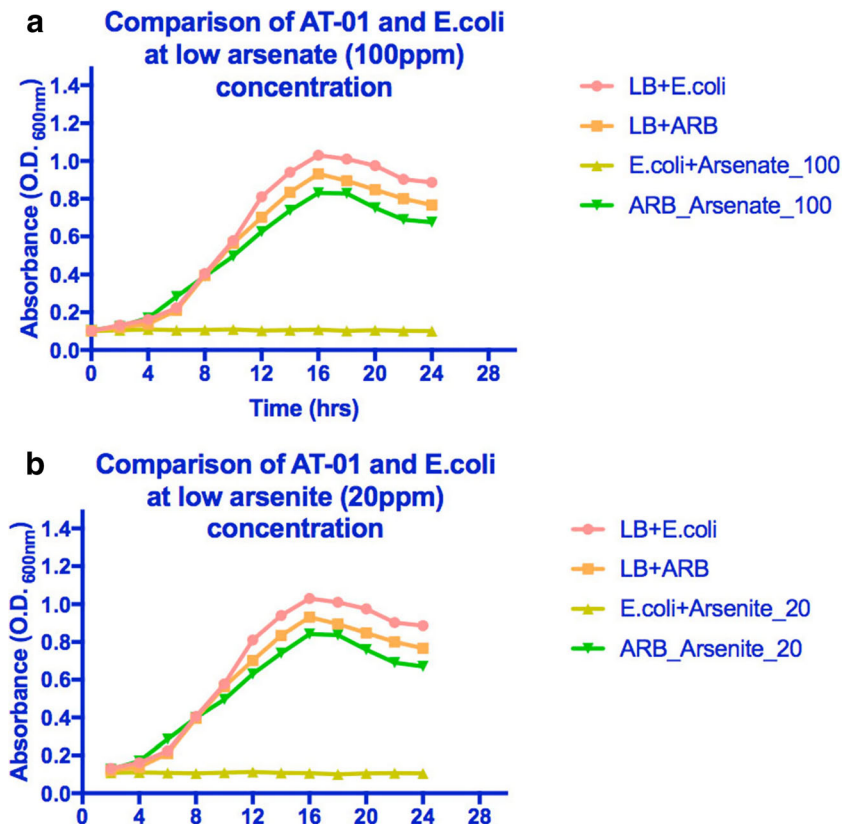 a
Comparison of AT-01 and E.coli
at low arsenate (100ppm)
concentration
Absorbance (O.D. 600nm)
1.4
1.2
1.0
0.8
0.6
0.4
0.2
0.0
0 4 8 12 16 20 24 28
Time (hrs)
LB+E.coli
LB+ARB
E.coli+Arsenate_100
ARB_Arsenate_100
b
Comparison of AT-01 and E.coli
at low arsenite (20ppm)
concentration
Absorbance (O.D. 600nm)
1.4
1.2
1.0
0.8
0.6
0.4
0.2
0.0
0 4 8 12 16 20 24 28
LB+E.coli
LB+ARB
E.coli+Arsenite_20
ARB_Arsenite_20